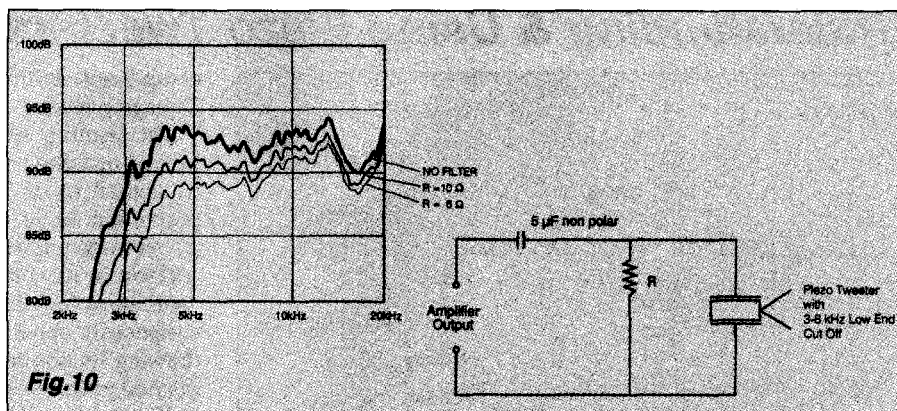 100dB
95dB
90dB
85dB
80dB
2kHz 3kHz 5kHz 10kHz 20kHz
NO FILTER
R = 10 Ω
R = 6 Ω
Fig.10
5 µF non polar
Amplifier
Output
R
Piezo Tweeter
with
3-8 kHz Low End
Cut Off